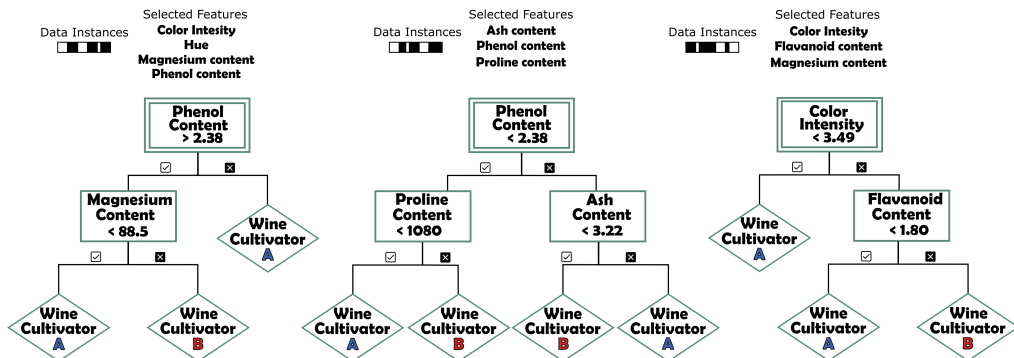 Selected Features
Data Instances
Color Intesity
Hue
Magnesium content
Phenol content
Phenol
Content
> 2.38
Magnesium
Content
< 88.5
Wine
Cultivator
A
Wine
Cultivator
A
Wine
Cultivator
B
Selected Features
Data Instances
Ash content
Phenol content
Proline content
Phenol
Content
< 2.38
Proline
Content
< 1080
Ash
Content
< 3.22
Wine
Cultivator
A
Wine
Cultivator
B
Wine
Cultivator
B
Wine
Cultivator
A
Selected Features
Data Instances
Color Intesity
Flavanoid content
Magnesium content
Color
Intensity
< 3.49
Wine
Cultivator
A
Flavanoid
Content
< 1.80
Wine
Cultivator
A
Wine
Cultivator
B